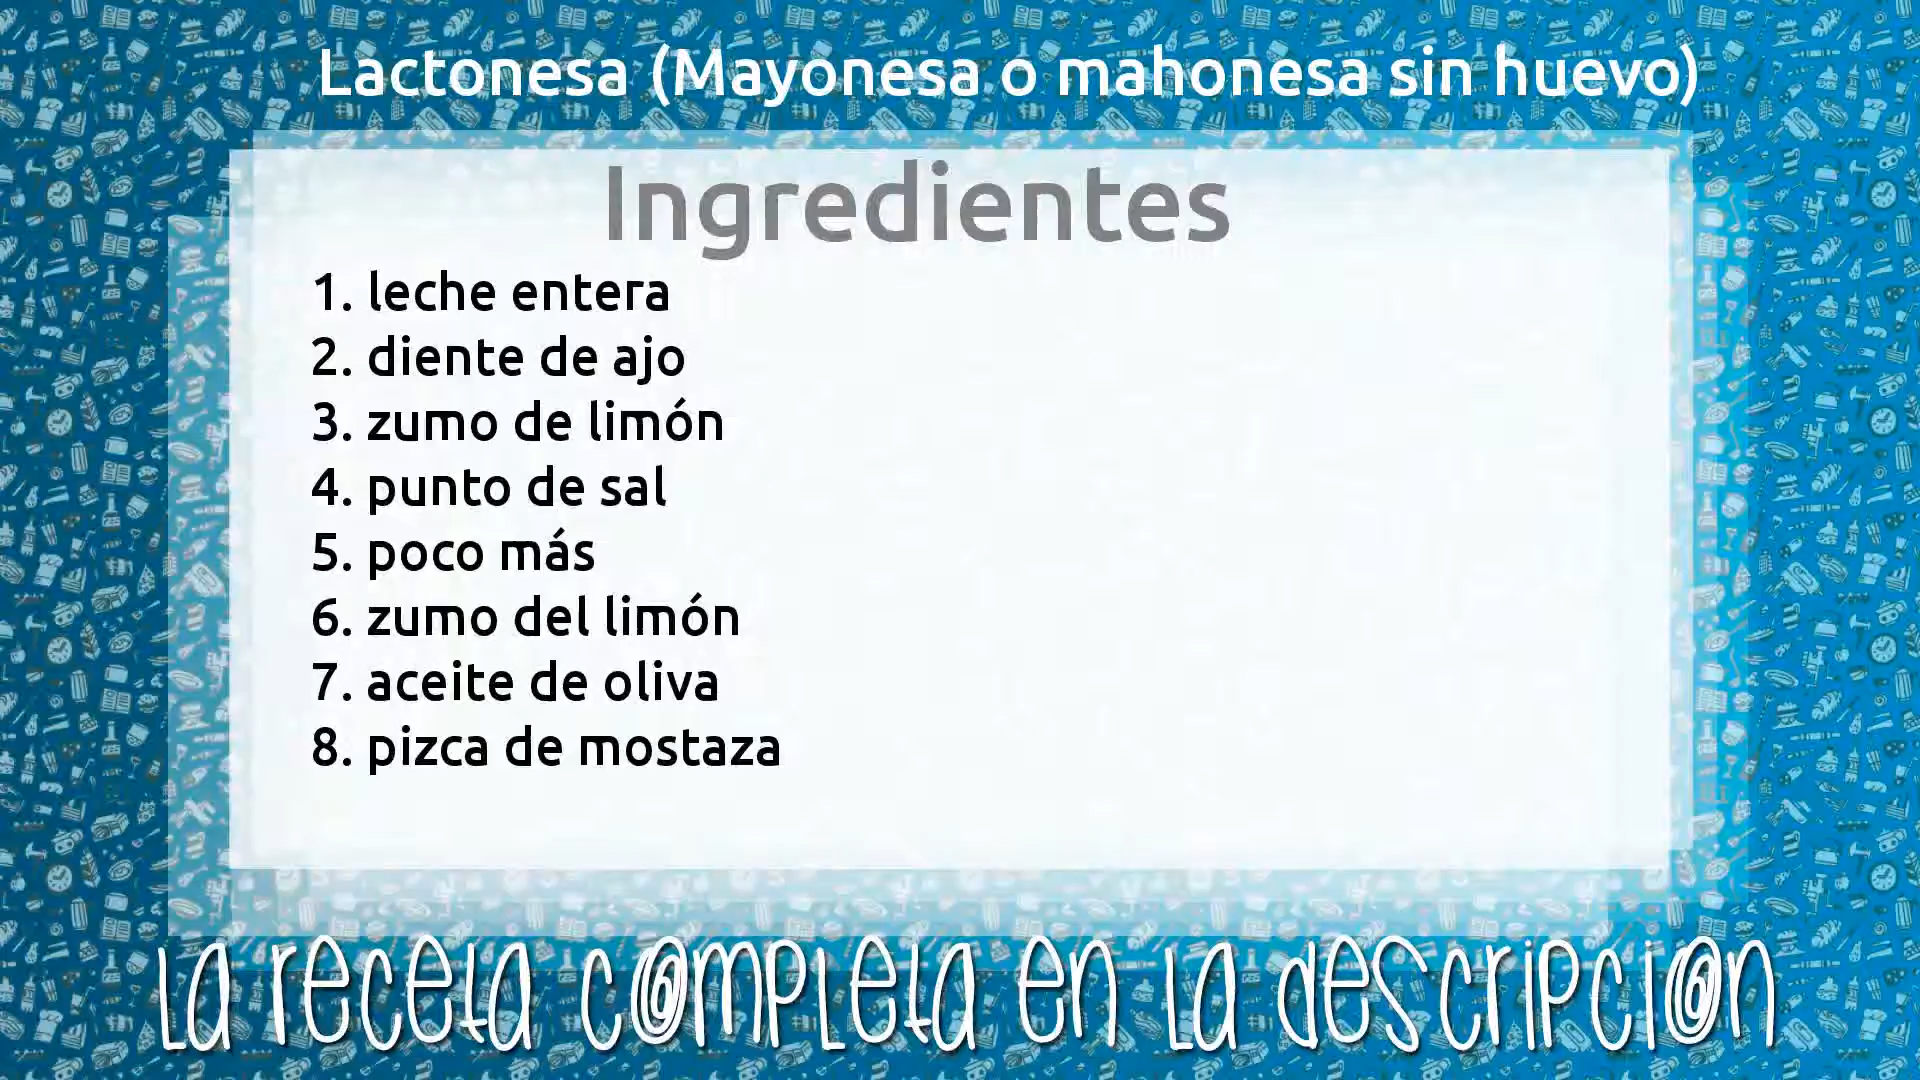 Lactonesa (Mayonesa o mahonesa sin huevo)
Ingredientes
1. leche entera
2. diente de ajo
3. zumo de limón
4. punto de sal
5. poco más
6. zumo del limón
7. aceite de oliva
8. pizca de mostaza
La receta completa en la descripción